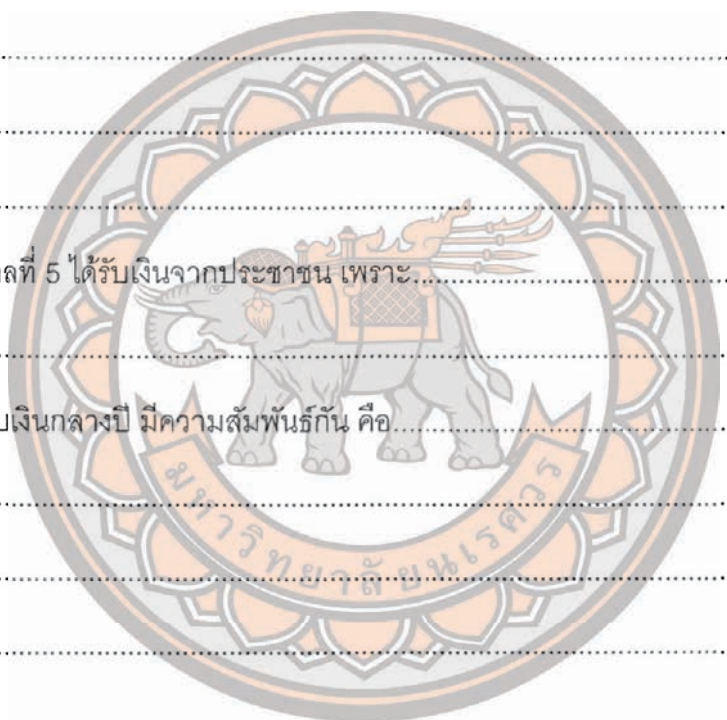 ลที่ 5 ได้รับเงินจากประชาชน เพราะ
เงินกลางปี มีความสัมพันธ์กัน คือ
มหาวิทยาลัยนเรศวร